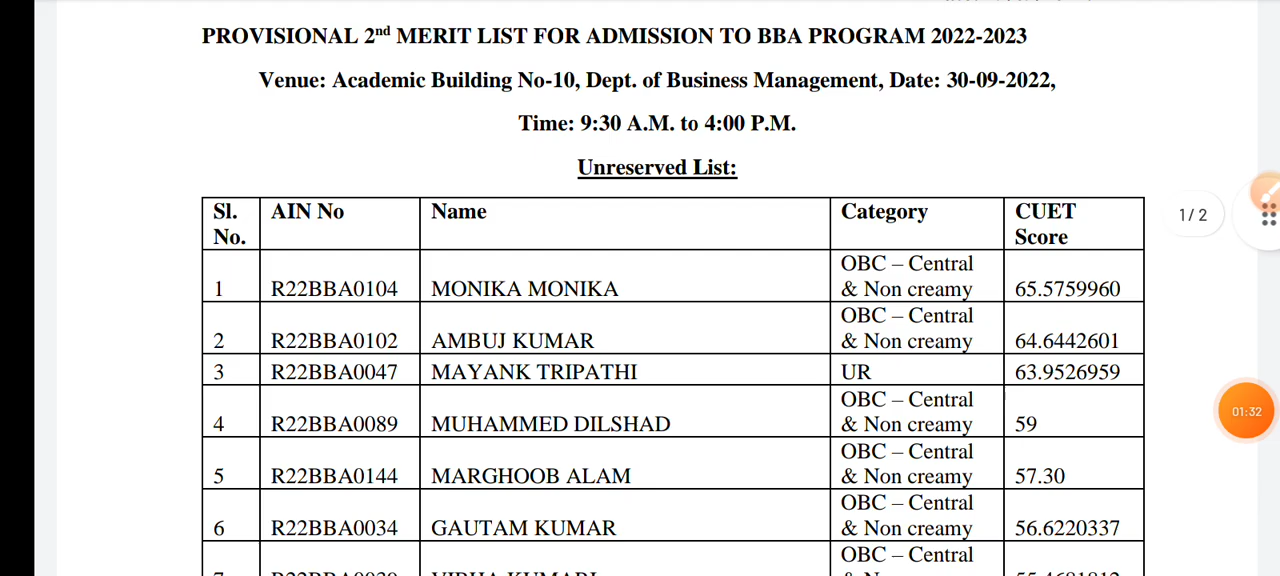 PROVISIONAL 2nd MERIT LIST FOR ADMISSION TO BBA PROGRAM 2022-2023
Venue: Academic Building No-10, Dept. of Business Management, Date: 30-09-2022,
Time: 9:30 A.M. to 4:00 P.M.
Unreserved List:
Sl. No. AIN No Name Category CUET Score
1 R22BBA0104 MONIKA MONIKA OBC – Central & Non creamy 65.5759960
2 R22BBA0102 AMBUJ KUMAR OBC – Central & Non creamy 64.6442601
3 R22BBA0047 MAYANK TRIPATHI UR 63.9526959
4 R22BBA0089 MUHAMMED DILSHAD OBC – Central & Non creamy 59
5 R22BBA0144 MARGHOOB ALAM OBC – Central & Non creamy 57.30
6 R22BBA0034 GAUTAM KUMAR OBC – Central & Non creamy 56.6220337
OBC – Central
1/2
01:32